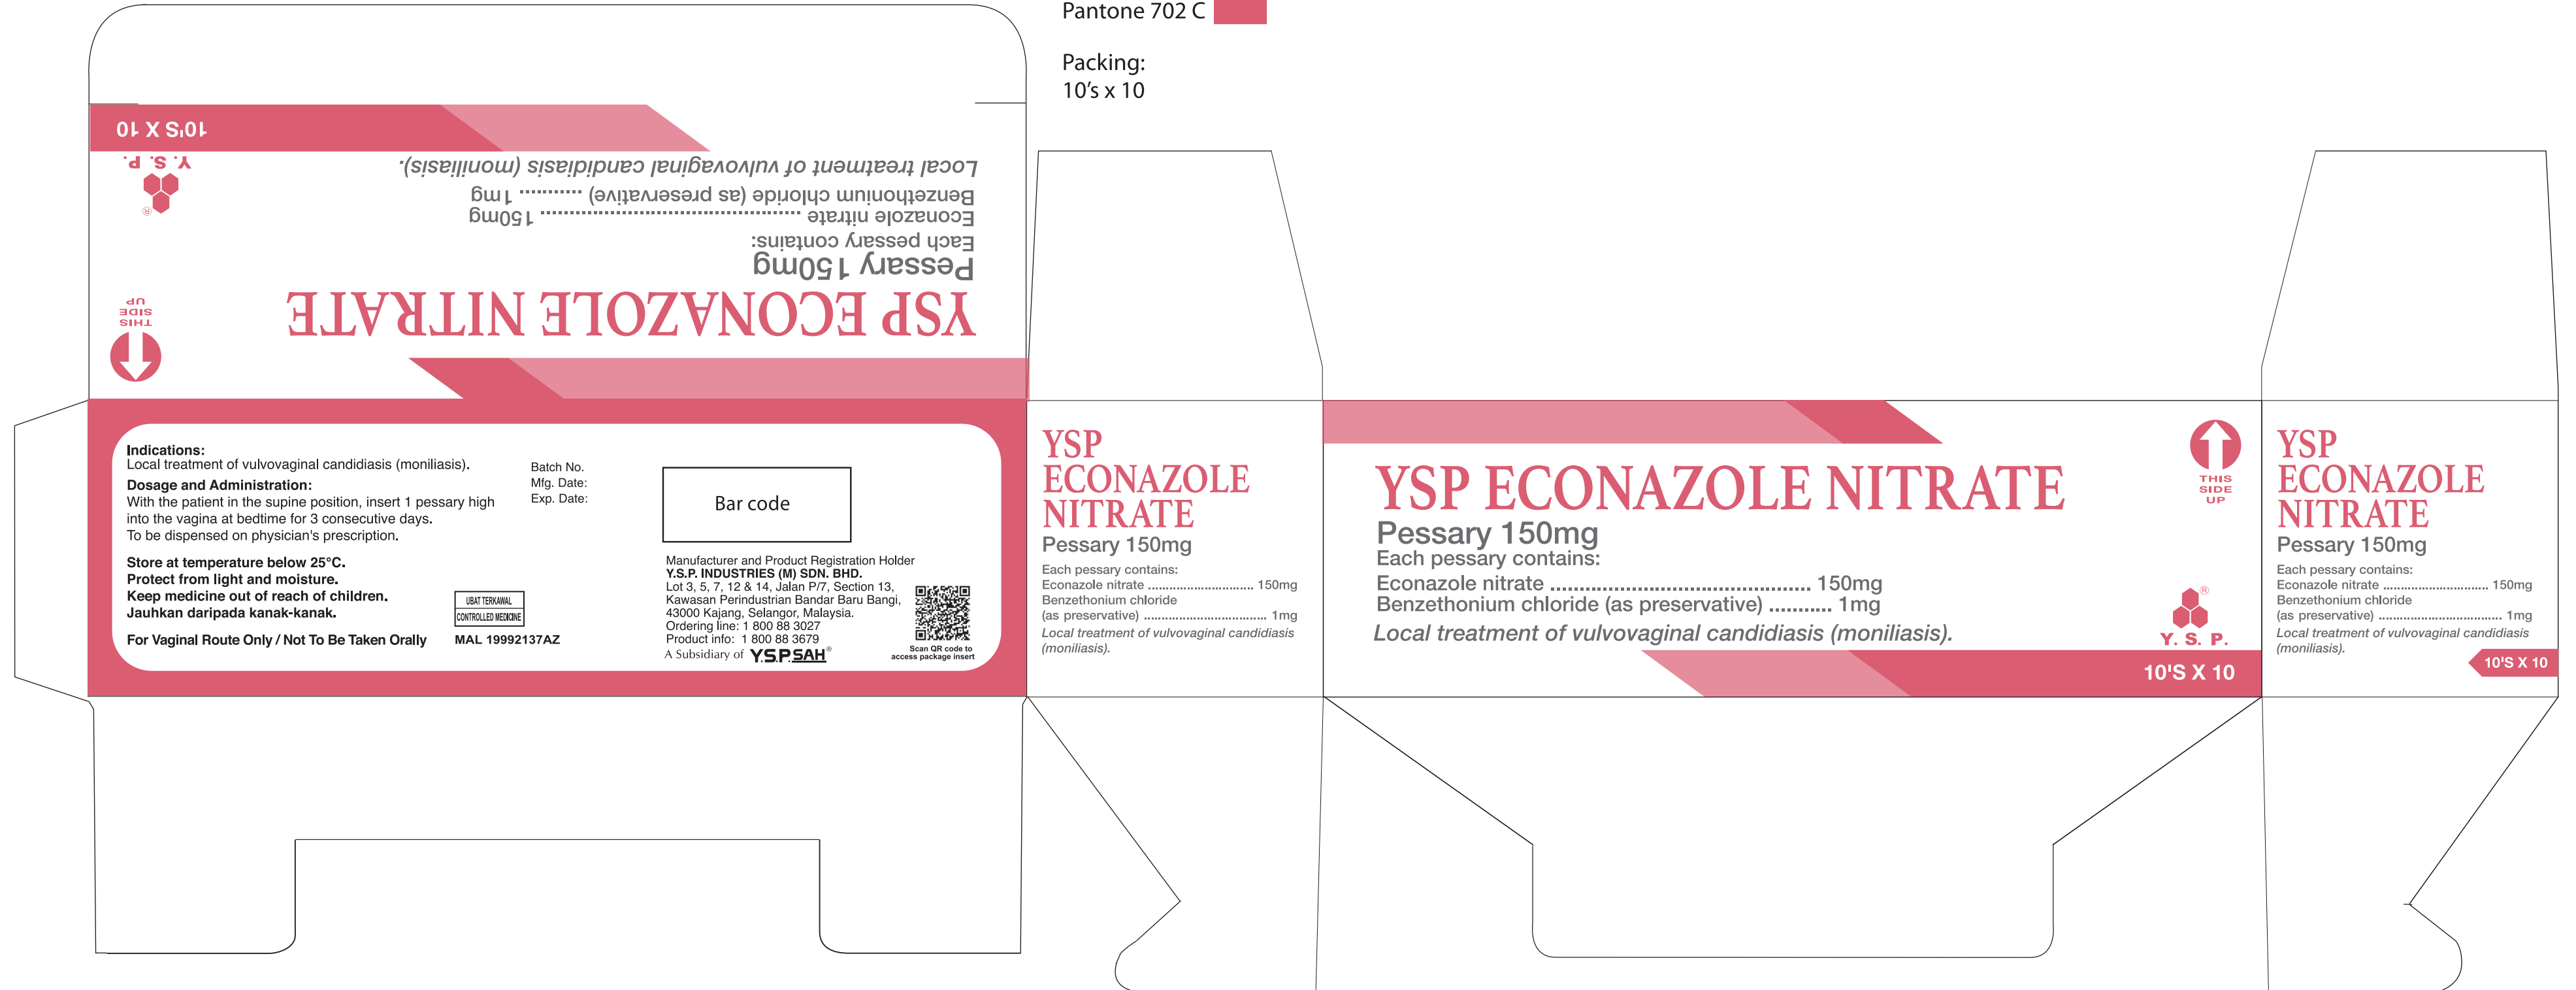 Pantone 702 C
Packing:
10's x 10
YSP ECONAZOLE NITRATE
Pessary 150mg
Each pessary contains:
Econazole nitrate ........................................ 150mg
Benzethonium chloride (as preservative) ........... 1mg
Local treatment of vulvovaginal candidiasis (moniliasis).
THIS
SIDE
UP
®
Y. S. P.
10'S X 10
Indications:
Local treatment of vulvovaginal candidiasis (moniliasis).
Dosage and Administration:
With the patient in the supine position, insert 1 pessary high
into the vagina at bedtime for 3 consecutive days.
To be dispensed on physician's prescription.
Store at temperature below 25°C.
Protect from light and moisture.
Keep medicine out of reach of children.
Jauhkan daripada kanak-kanak.
For Vaginal Route Only / Not To Be Taken Orally
Batch No.
Mfg. Date:
Exp. Date:
UBAT TERKAWAL
CONTROLLED MEDICINE
MAL 19992137AZ
Bar code
Manufacturer and Product Registration Holder
Y.S.P. INDUSTRIES (M) SDN. BHD.
Lot 3, 5, 7, 12 & 14, Jalan P/7, Section 13,
Kawasan Perindustrian Bandar Baru Bangi,
43000 Kajang, Selangor, Malaysia.
Ordering line: 1 800 88 3027
Product info: 1 800 88 3679
A Subsidiary of Y.S.P.SAH®
Scan QR code to
access package insert
YSP
ECONAZOLE
NITRATE
Pessary 150mg
Each pessary contains:
Econazole nitrate ............................ 150mg
Benzethonium chloride
(as preservative) ................................ 1mg
Local treatment of vulvovaginal candidiasis
(moniliasis).
YSP ECONAZOLE NITRATE
Pessary 150mg
Each pessary contains:
Econazole nitrate ........................................ 150mg
Benzethonium chloride (as preservative) ........... 1mg
Local treatment of vulvovaginal candidiasis (moniliasis).
THIS
SIDE
UP
®
Y. S. P.
10'S X 10
YSP
ECONAZOLE
NITRATE
Pessary 150mg
Each pessary contains:
Econazole nitrate ............................ 150mg
Benzethonium chloride
(as preservative) ................................ 1mg
Local treatment of vulvovaginal candidiasis
(moniliasis).
10'S X 10